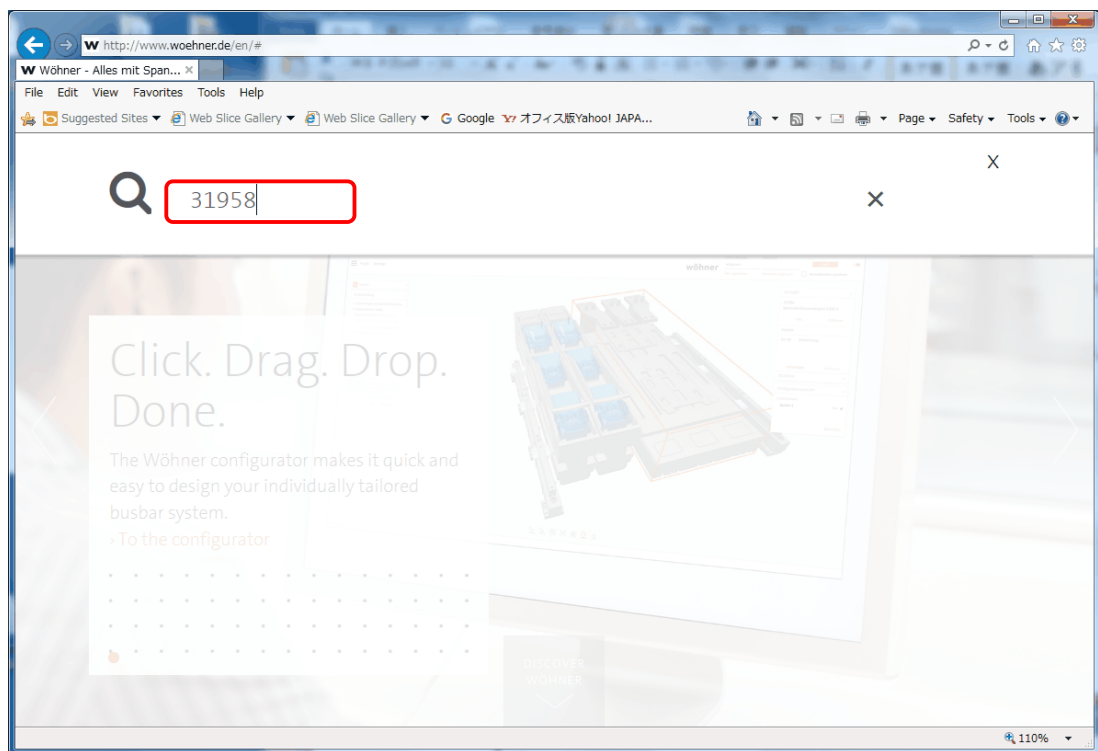 W http://www.woehner.de/en/#
W Wöhner - Alles mit Span... ×
File Edit View Favorites Tools Help
Suggested Sites ▼ Web Slice Gallery ▼ Web Slice Gallery ▼ G Google Y? オフィス版Yahoo! JAPA... Page ▼ Safety ▼ Tools ▼
X
31958 ×
wöhner
Click. Drag. Drop.
Done.
The Wöhner configurator makes it quick and
easy to design your individually tailored
busbar system.
› To the configurator
DISCOVER
WÖHNER
110% ▼